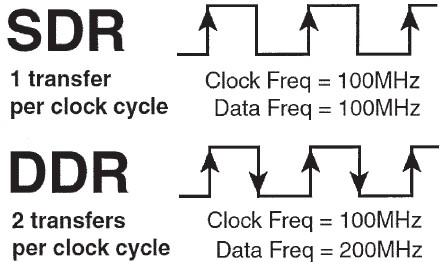 SDR
1 transfer
per clock cycle
Clock Freq = 100MHz
Data Freq = 100MHz
DDR
2 transfers
per clock cycle
Clock Freq = 100MHz
Data Freq = 200MHz